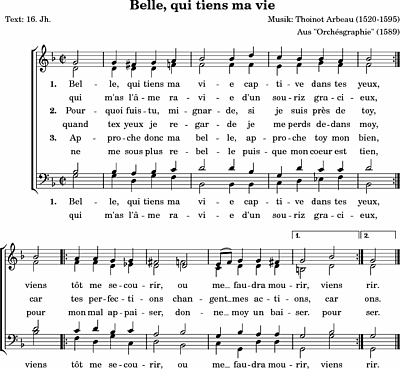 Belle, qui tiens ma vie
Text: 16. Jh.
Musik: Thoinot Arbeau (1520-1595)
Aus "Orchésgraphie" (1589)
1. Bel - le, qui tiens ma vie cap - ti - ve dans tes yeux,
qui m'as l'â - me ra - vi - e d'un sou - riz gra - ci - eux,
2. Pour - quoi fuis - tu, mi - gnar - de, si je suis près de toy,
quand tes yeux je re - gar - de je me perds de - dans moy,
3. Ap - pro - che donc ma bel - le, ap - pro - che toy mon bien,
ne me sous plus re - bel - le puis - que mon coeur est tien,
1. Bel - le, qui tiens ma vie cap - ti - ve dans tes yeux,
qui m'as l'â - me ra - vi - e d'un sou - riz gra - ci - eux,
1.
2.
viens tôt me se - cou - rir, ou me_ fau - dra mou - rir, viens rir.
car tes per - fec - ti - ons chan - gent_ mes ac - ti - ons, car ons.
pour mon mal ap - pai - ser, don - ne_ moy un bai - ser. pour ser.
viens tôt me se - cou - rir, ou me_ fau - dra mou - rir, viens rir.